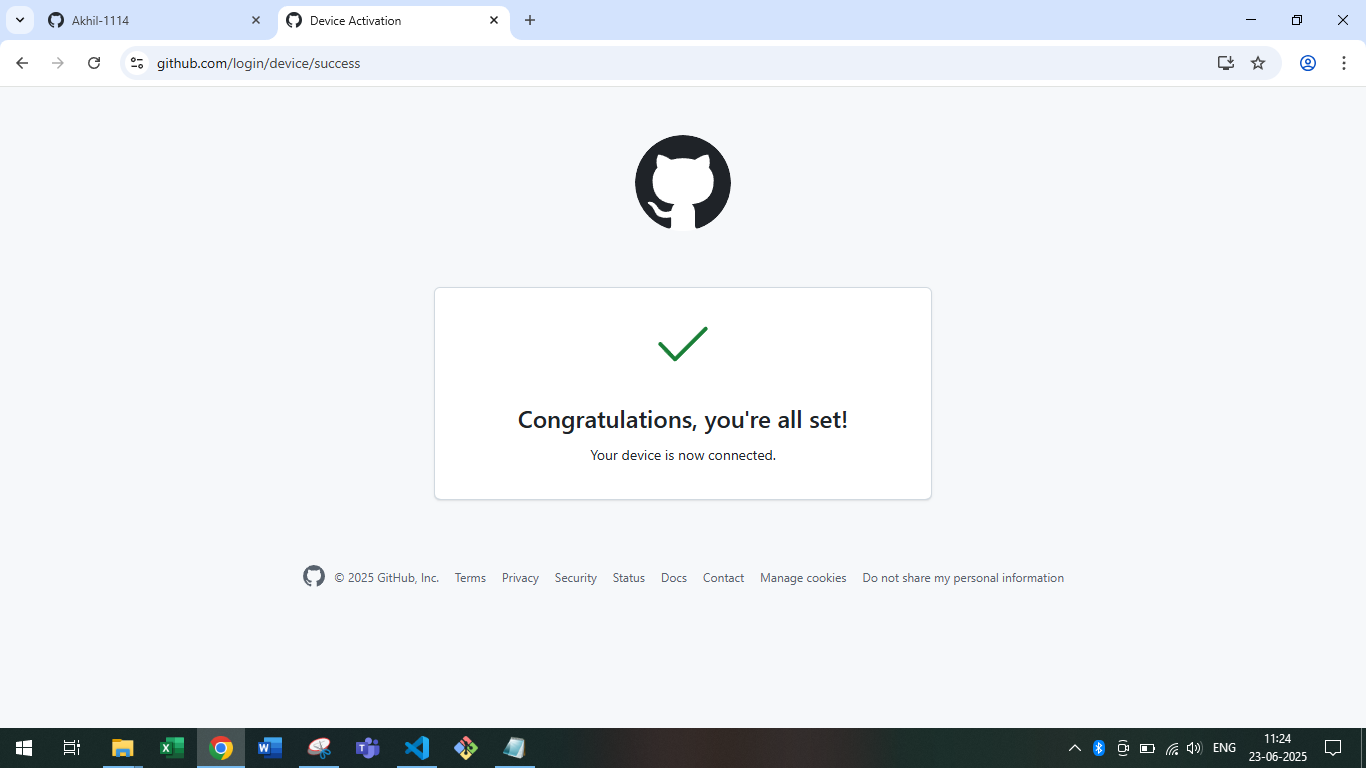 Akhil-1114
Device Activation
github.com/login/device/success
Congratulations, you're all set!
Your device is now connected.
© 2025 GitHub, Inc. Terms Privacy Security Status Docs Contact Manage cookies Do not share my personal information
ENG
11:24
23-06-2025